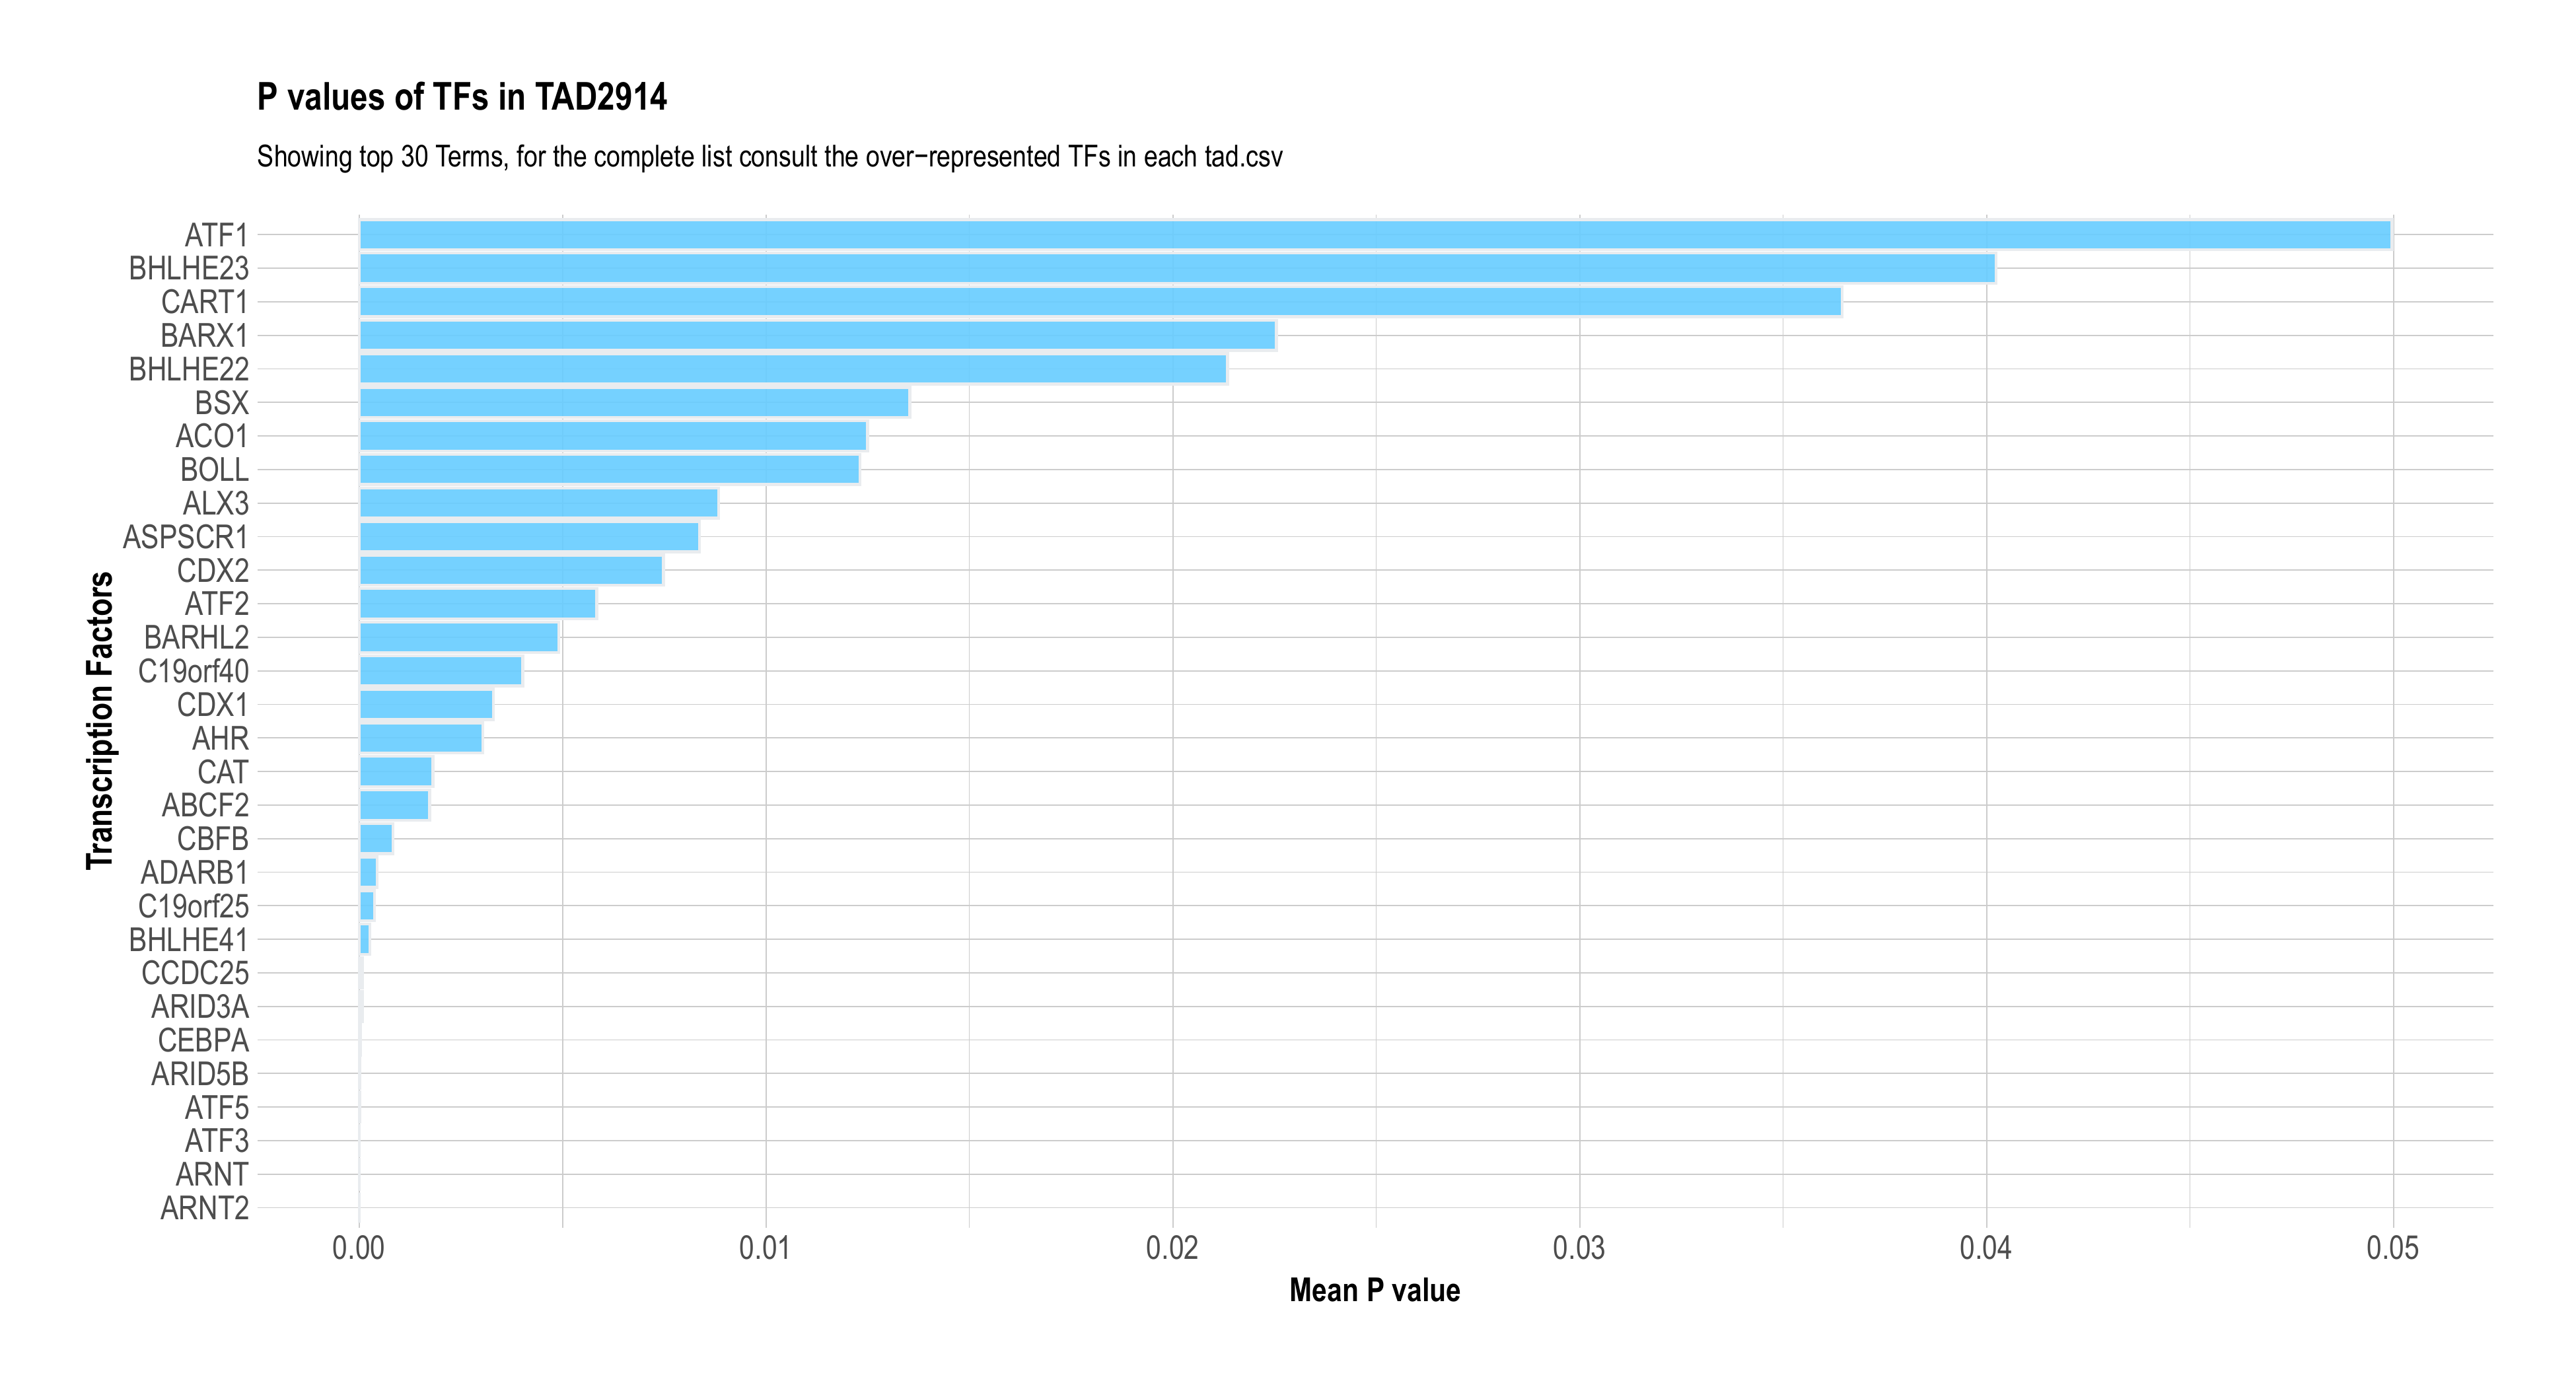 P values of TFs in TAD2914
Showing top 30 Terms, for the complete list consult the over−represented TFs in each tad.csv
Transcription Factors
ATF1
BHLHE23
CART1
BARX1
BHLHE22
BSX
ACO1
BOLL
ALX3
ASPSCR1
CDX2
ATF2
BARHL2
C19orf40
CDX1
AHR
CAT
ABCF2
CBFB
ADARB1
C19orf25
BHLHE41
CCDC25
ARID3A
CEBPA
ARID5B
ATF5
ATF3
ARNT
ARNT2
0.00 0.01 0.02 0.03 0.04 0.05
Mean P value